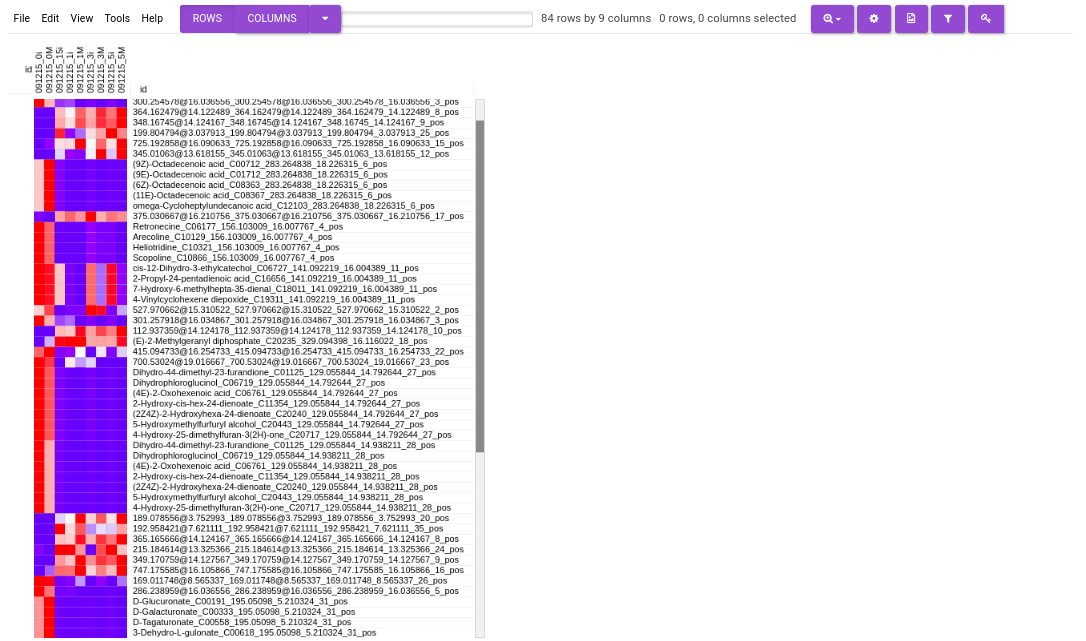 File Edit View Tools Help ROWS COLUMNS 84 rows by 9 columns 0 rows, 0 columns selected
id 091215_0i 091215_0M 091215_15i 091215_1i 091215_1M 091215_3i 091215_3M 091215_5i 091215_5M id
300.254578@16.036556_300.254578@16.036556_300.254578_16.036556_3_pos
364.162479@14.122489_364.162479@14.122489_364.162479_14.122489_8_pos
348.16745@14.124167_348.16745@14.124167_348.16745_14.124167_9_pos
199.804794@3.037913_199.804794@3.037913_199.804794_3.037913_25_pos
725.192858@16.090633_725.192858@16.090633_725.192858_16.090633_15_pos
345.01063@13.618155_345.01063@13.618155_345.01063_13.618155_12_pos
(9Z)-Octadecenoic acid_C00712_283.264838_18.226315_6_pos
(9E)-Octadecenoic acid_C01712_283.264838_18.226315_6_pos
(6Z)-Octadecenoic acid_C08363_283.264838_18.226315_6_pos
(11E)-Octadecenoic acid_C08367_283.264838_18.226315_6_pos
omega-Cycloheptylundecanoic acid_C12103_283.264838_18.226315_6_pos
375.030667@16.210756_375.030667@16.210756_375.030667_16.210756_17_pos
Retronecine_C06177_156.103009_16.007767_4_pos
Arecoline_C10129_156.103009_16.007767_4_pos
Heliotridine_C10321_156.103009_16.007767_4_pos
Scopoline_C10866_156.103009_16.007767_4_pos
cis-12-Dihydro-3-ethylcatechol_C06727_141.092219_16.004389_11_pos
2-Propyl-24-pentadienoic acid_C16656_141.092219_16.004389_11_pos
7-Hydroxy-6-methylhepta-35-dienal_C18011_141.092219_16.004389_11_pos
4-Vinylcyclohexene diepoxide_C19311_141.092219_16.004389_11_pos
527.970662@15.310522_527.970662@15.310522_527.970662_15.310522_2_pos
301.257918@16.034867_301.257918@16.034867_301.257918_16.034867_3_pos
112.937359@14.124178_112.937359@14.124178_112.937359_14.124178_10_pos
(E)-2-Methylgeranyl diphosphate_C20235_329.094398_16.116022_18_pos
415.094733@16.254733_415.094733@16.254733_415.094733_16.254733_22_pos
700.53024@19.016667_700.53024@19.016667_700.53024_19.016667_23_pos
Dihydro-44-dimethyl-23-furandione_C01125_129.055844_14.792644_27_pos
Dihydrophloroglucinol_C06719_129.055844_14.792644_27_pos
(4E)-2-Oxohexenoic acid_C06761_129.055844_14.792644_27_pos
2-Hydroxy-cis-hex-24-dienoate_C11354_129.055844_14.792644_27_pos
(2Z4Z)-2-Hydroxyhexa-24-dienoate_C20240_129.055844_14.792644_27_pos
5-Hydroxymethylfurfuryl alcohol_C20443_129.055844_14.792644_27_pos
4-Hydroxy-25-dimethylfuran-3(2H)-one_C20717_129.055844_14.792644_27_pos
Dihydro-44-dimethyl-23-furandione_C01125_129.055844_14.938211_28_pos
Dihydrophloroglucinol_C06719_129.055844_14.938211_28_pos
(4E)-2-Oxohexenoic acid_C06761_129.055844_14.938211_28_pos
2-Hydroxy-cis-hex-24-dienoate_C11354_129.055844_14.938211_28_pos
(2Z4Z)-2-Hydroxyhexa-24-dienoate_C20240_129.055844_14.938211_28_pos
5-Hydroxymethylfurfuryl alcohol_C20443_129.055844_14.938211_28_pos
4-Hydroxy-25-dimethylfuran-3(2H)-one_C20717_129.055844_14.938211_28_pos
189.078556@3.752993_189.078556@3.752993_189.078556_3.752993_20_pos
192.958421@7.621111_192.958421@7.621111_192.958421_7.621111_35_pos
365.165666@14.124167_365.165666@14.124167_365.165666_14.124167_8_pos
215.184614@13.325366_215.184614@13.325366_215.184614_13.325366_24_pos
349.170759@14.127567_349.170759@14.127567_349.170759_14.127567_9_pos
747.175585@16.105866_747.175585@16.105866_747.175585_16.105866_16_pos
169.011748@8.565337_169.011748@8.565337_169.011748_8.565337_26_pos
286.238959@16.036556_286.238959@16.036556_286.238959_16.036556_5_pos
D-Glucuronate_C00191_195.05098_5.210324_31_pos
D-Galacturonate_C00333_195.05098_5.210324_31_pos
D-Tagaturonate_C00558_195.05098_5.210324_31_pos
3-Dehydro-L-gulonate_C00618_195.05098_5.210324_31_pos